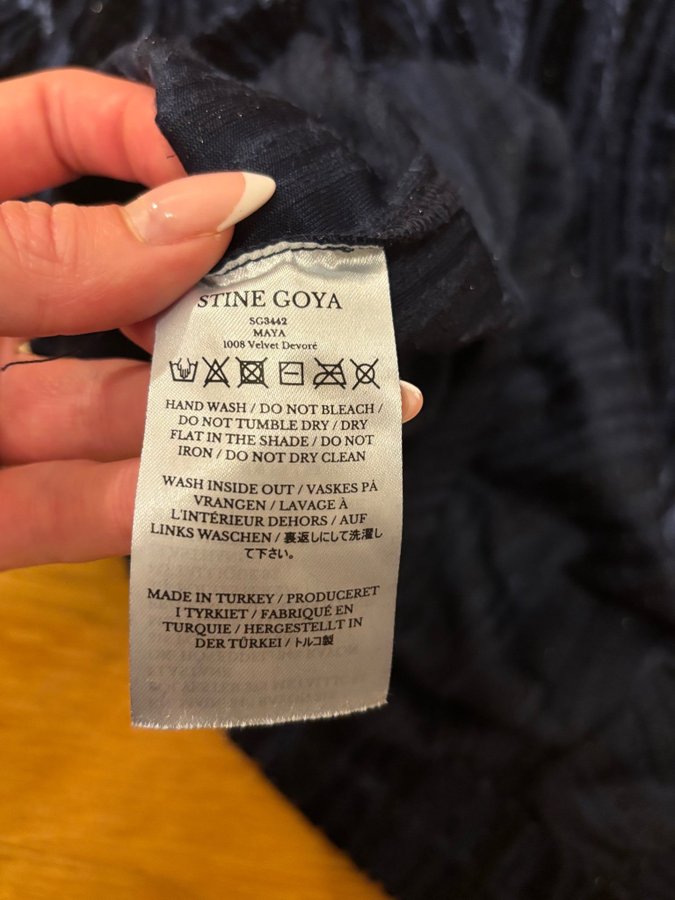 STINE GOYA
SG3442
MAYA
1008 Velvet Devoré
HAND WASH / DO NOT BLEACH /
DO NOT TUMBLE DRY / DRY
FLAT IN THE SHADE / DO NOT
IRON / DO NOT DRY CLEAN
WASH INSIDE OUT / VASKES PÅ
VRANGEN / LAVAGE À
L'INTÉRIEUR DEHORS / AUF
LINKS WASCHEN / 裏返しにして洗濯し
て下さい。
MADE IN TURKEY / PRODUCERET
I TYRKIET / FABRIQUÉ EN
TURQUIE / HERGESTELLT IN
DER TÜRKEI / トルコ製